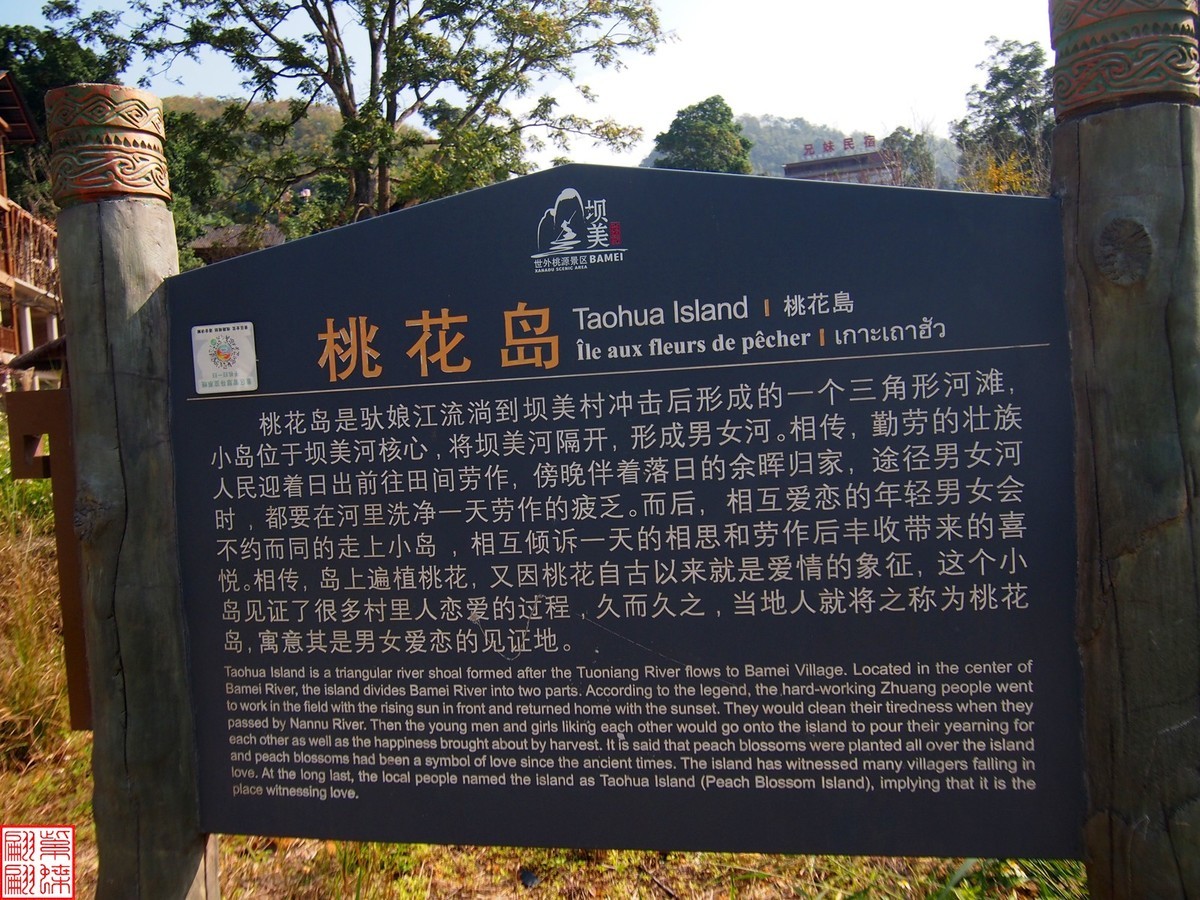 兄妹民宿
坝美
世外桃源景区 BAMEI
BANADU SCENIC AREA
桃花岛
Taohua Island | 桃花島
Île aux fleurs de pêcher | เกาะเถาฮัว
桃花岛是驮娘江流淌到坝美村冲击后形成的一个三角形河滩,
小岛位于坝美河核心,将坝美河隔开,形成男女河。相传,勤劳的壮族
人民迎着日出前往田间劳作,傍晚伴着落日的余晖归家,途径男女河
时,都要在河里洗净一天劳作的疲乏。而后,相互爱恋的年轻男女会
不约而同的走上小岛,相互倾诉一天的相思和劳作后丰收带来的喜
悦。相传,岛上遍植桃花,又因桃花自古以来就是爱情的象征,这个小
岛见证了很多村里人恋爱的过程,久而久之,当地人就将之称为桃花
岛,寓意其是男女爱恋的见证地。
Taohua Island is a triangular river shoal formed after the Tuoniang River flows to Bamei Village. Located in the center of
Bamei River, the island divides Bamei River into two parts. According to the legend, the hard-working Zhuang people went
to work in the field with the rising sun in front and returned home with the sunset. They would clean their tiredness when they
passed by Nannu River. Then the young men and girls liking each other would go onto the island to pour their yearning for
each other as well as the happiness brought about by harvest. It is said that peach blossoms were planted all over the island
and peach blossoms had been a symbol of love since the ancient times. The island has witnessed many villagers falling in
love. At the long last, the local people named the island as Taohua Island (Peach Blossom Island), implying that it is the
place witnessing love.